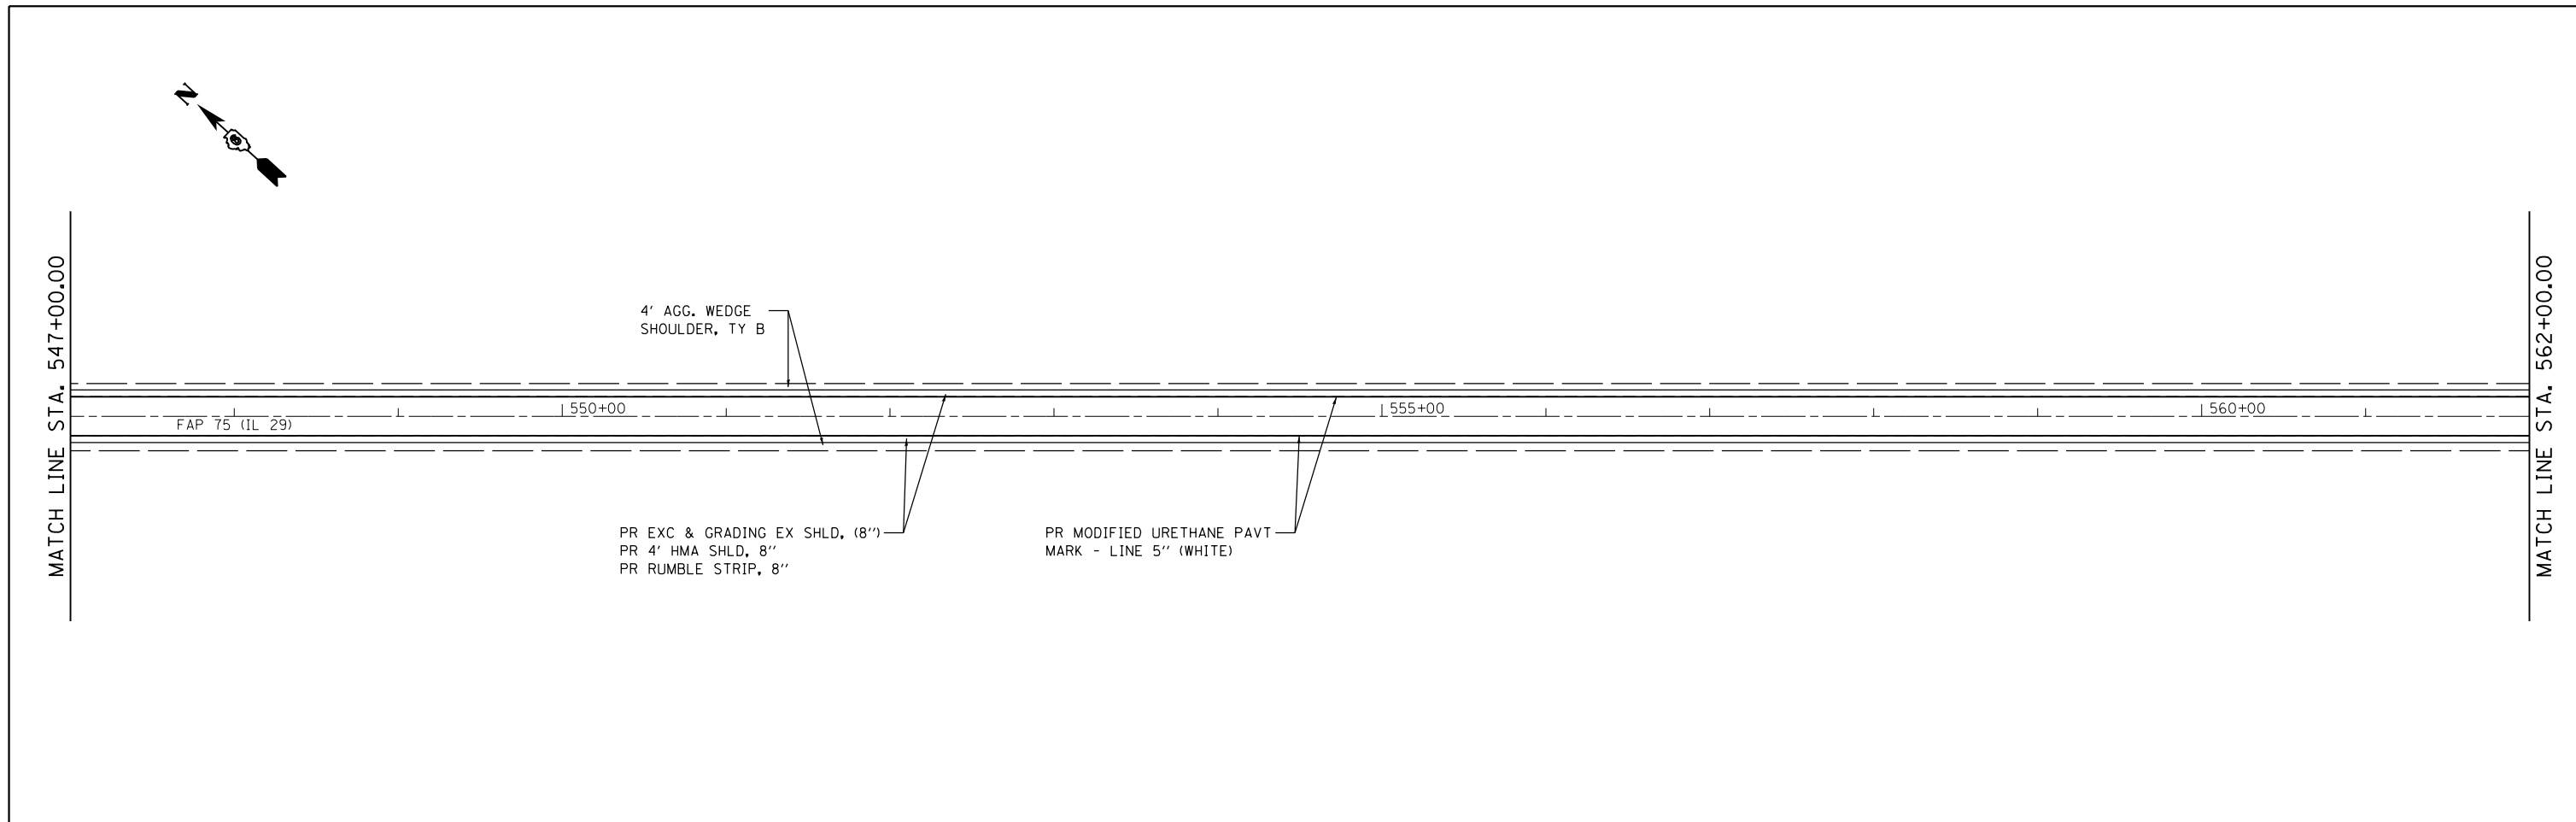 N
MATCH LINE STA. 547+00.00
4' AGG. WEDGE
SHOULDER, TY B
550+00
555+00
560+00
FAP 75 (IL 29)
PR EXC & GRADING EX SHLD, (8'')
PR 4' HMA SHLD, 8''
PR RUMBLE STRIP, 8''
PR MODIFIED URETHANE PAVT
MARK - LINE 5'' (WHITE)
MATCH LINE STA. 562+00.00